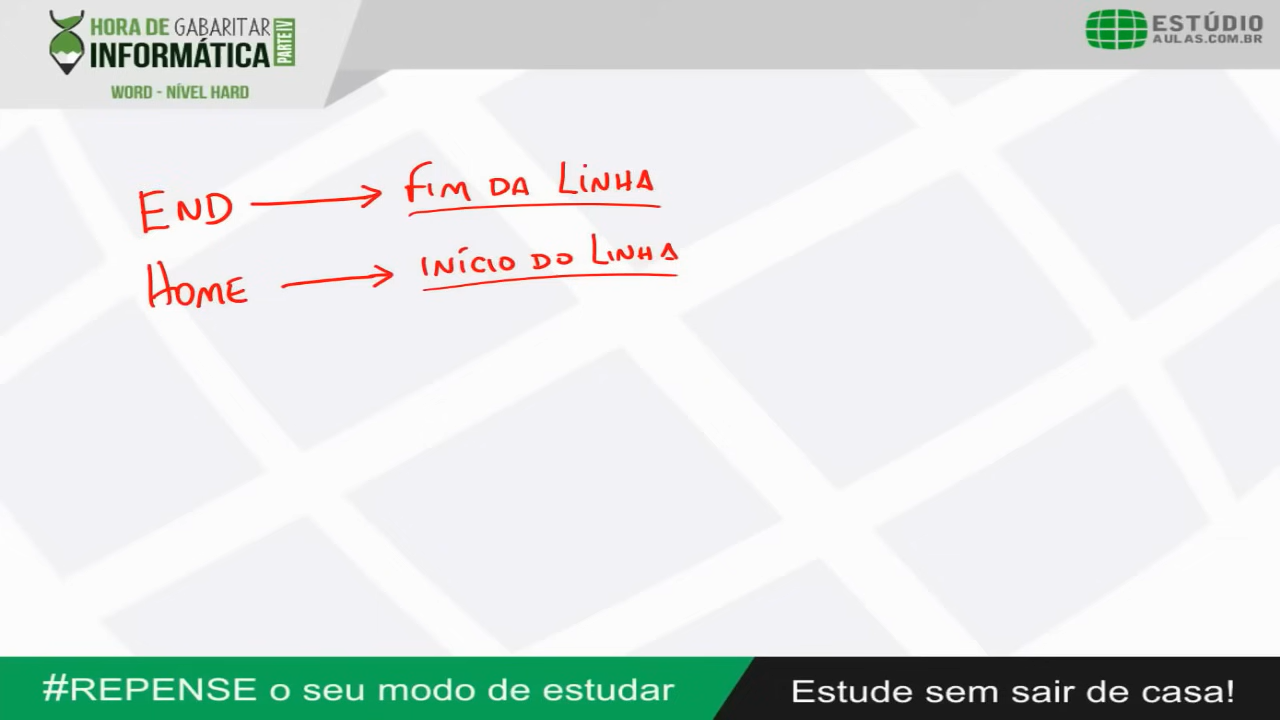 HORA DE GABARITAR
INFORMÁTICA
PARTE IV
WORD - NÍVEL HARD
ESTÚDIO
AULAS.COM.BR
END → FIM DA LINHA
HOME → INÍCIO DO LINHA
#REPENSE o seu modo de estudar
Estude sem sair de casa!